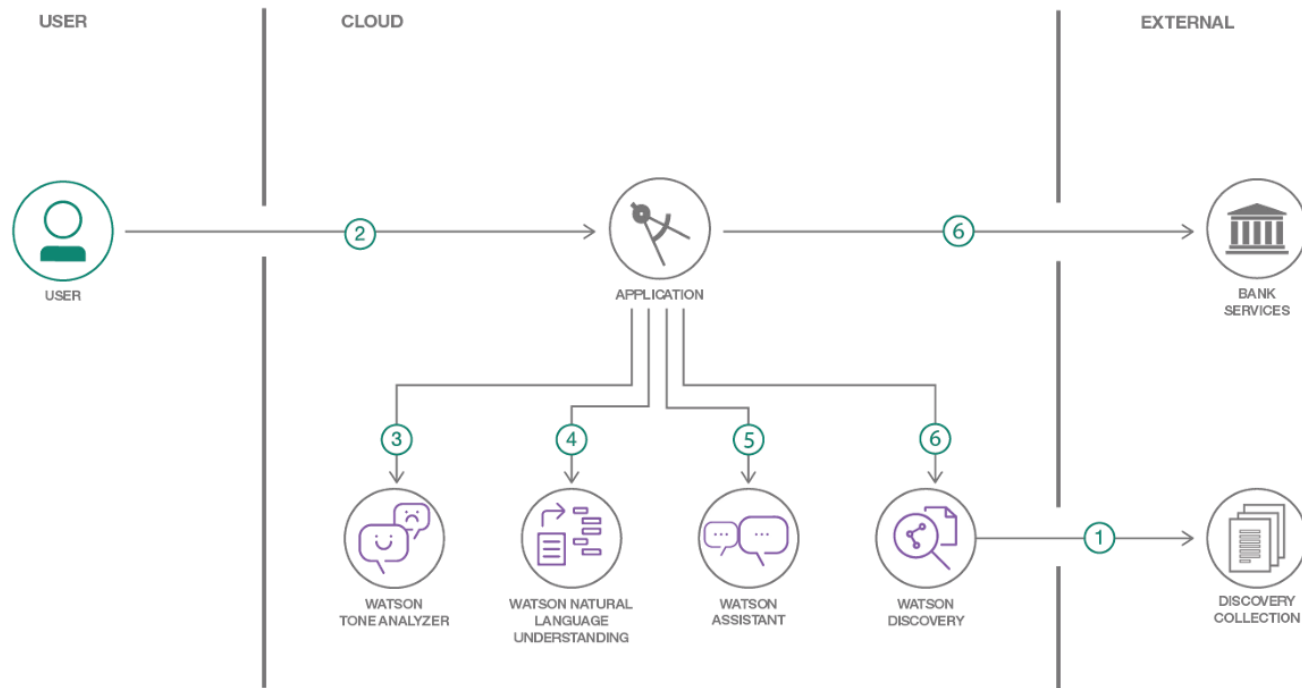 USER
CLOUD
EXTERNAL
2
6
USER
APPLICATION
BANK
SERVICES
3
4
5
6
1
WATSON
TONE ANALYZER
WATSON NATURAL
LANGUAGE
UNDERSTANDING
WATSON
ASSISTANT
WATSON
DISCOVERY
DISCOVERY
COLLECTION